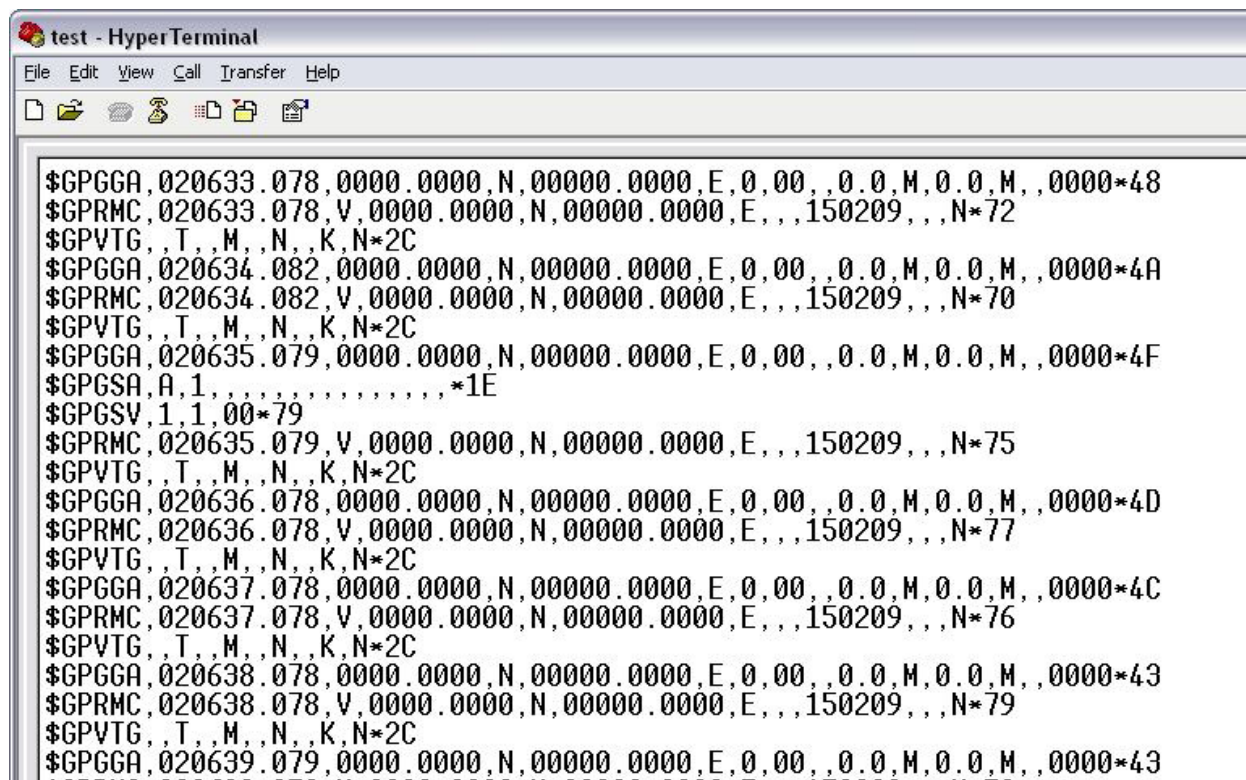 test - HyperTerminal
File Edit View Call Transfer Help
$GPGGA,020633.078,0000.0000,N,00000.0000,E,0,00,,0.0,M,0.0,M,,0000*48
$GPRMC,020633.078,V,0000.0000,N,00000.0000,E,,,150209,,,N*72
$GPVTG,,T,,M,,N,,K,N*2C
$GPGGA,020634.082,0000.0000,N,00000.0000,E,0,00,,0.0,M,0.0,M,,0000*4A
$GPRMC,020634.082,V,0000.0000,N,00000.0000,E,,,150209,,,N*70
$GPVTG,,T,,M,,N,,K,N*2C
$GPGGA,020635.079,0000.0000,N,00000.0000,E,0,00,,0.0,M,0.0,M,,0000*4F
$GPGSA,A,1,,,,,,,,,,,,,,,*1E
$GPGSV,1,1,00*79
$GPRMC,020635.079,V,0000.0000,N,00000.0000,E,,,150209,,,N*75
$GPVTG,,T,,M,,N,,K,N*2C
$GPGGA,020636.078,0000.0000,N,00000.0000,E,0,00,,0.0,M,0.0,M,,0000*4D
$GPRMC,020636.078,V,0000.0000,N,00000.0000,E,,,150209,,,N*77
$GPVTG,,T,,M,,N,,K,N*2C
$GPGGA,020637.078,0000.0000,N,00000.0000,E,0,00,,0.0,M,0.0,M,,0000*4C
$GPRMC,020637.078,V,0000.0000,N,00000.0000,E,,,150209,,,N*76
$GPVTG,,T,,M,,N,,K,N*2C
$GPGGA,020638.078,0000.0000,N,00000.0000,E,0,00,,0.0,M,0.0,M,,0000*43
$GPRMC,020638.078,V,0000.0000,N,00000.0000,E,,,150209,,,N*79
$GPVTG,,T,,M,,N,,K,N*2C
$GPGGA,020639.079,0000.0000,N,00000.0000,E,0,00,,0.0,M,0.0,M,,0000*43